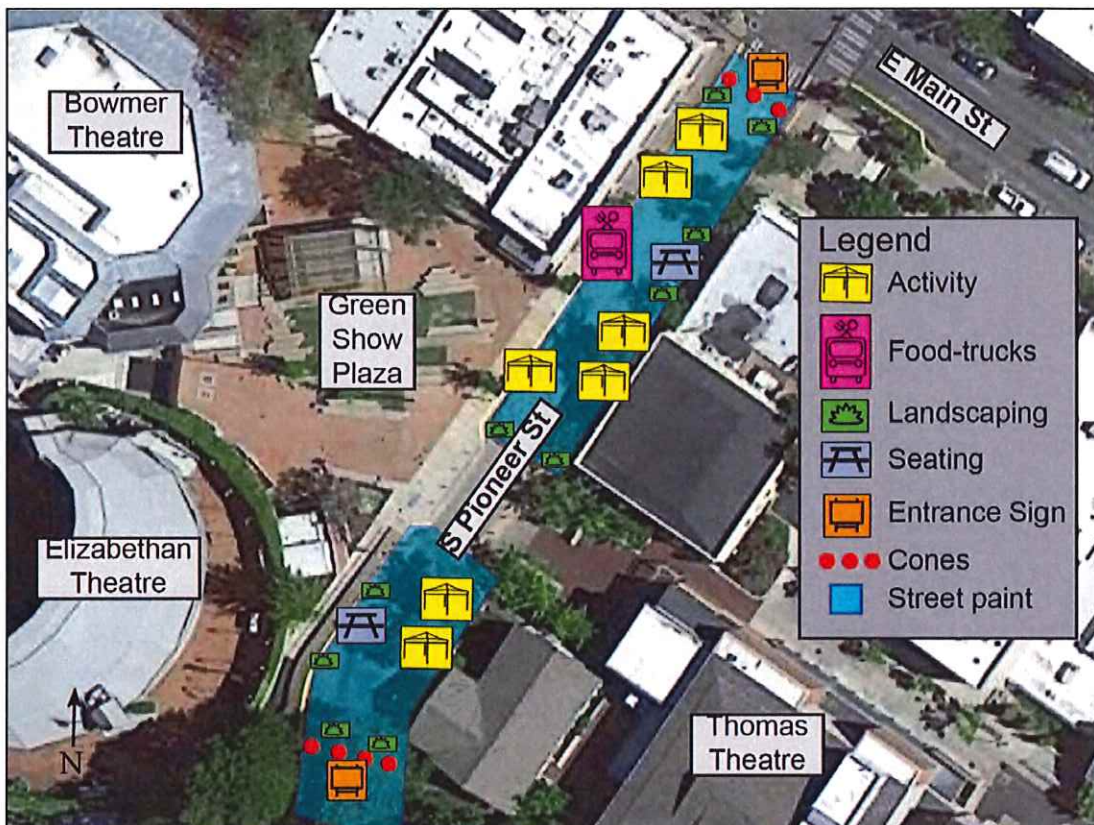 Bowmer
Theatre
E Main St
Green
Show
Plaza
S Pioneer St
Elizabethan
Theatre
Thomas
Theatre
N
Legend
Activity
Food-trucks
Landscaping
Seating
Entrance Sign
Cones
Street paint